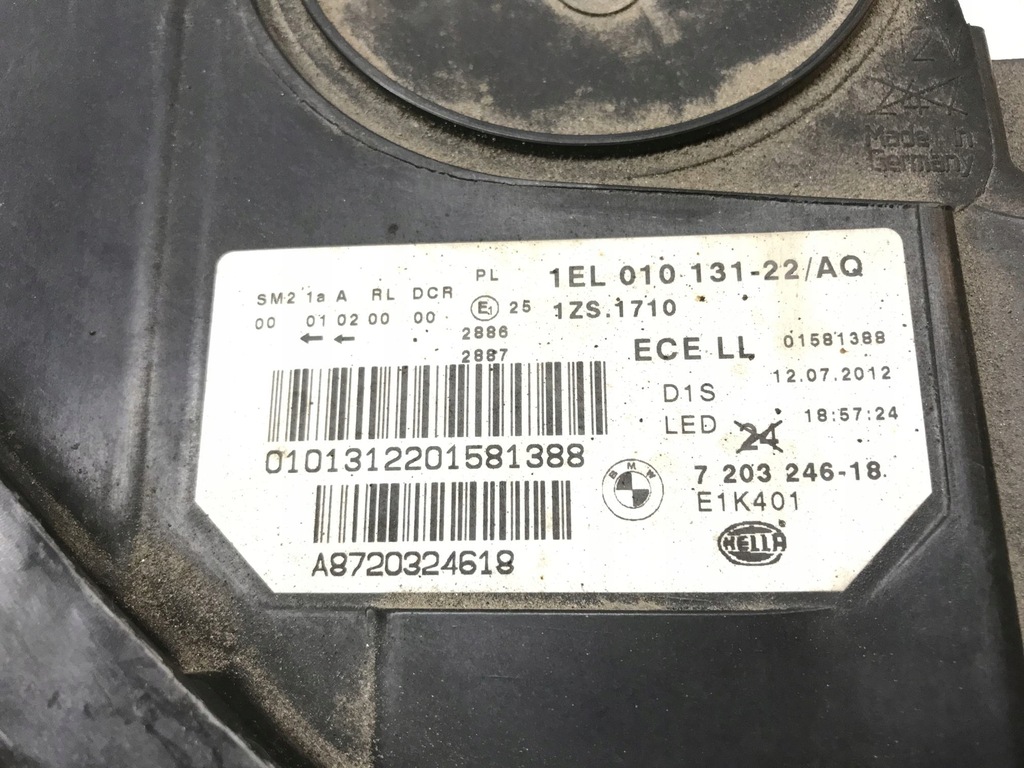 12V
24
Made in
Germany
PL
1EL 010 131-22/AQ
SM2 1a A RL DCR
E1 25
1ZS.1710
00 01 02 00 00
← ←
2886
2887
ECE LL
01581388
12.07.2012
D1S
LED
24
18:57:24
0101312201581388
BMW
7 203 246-18
E1K401
A8720324618
HELLA